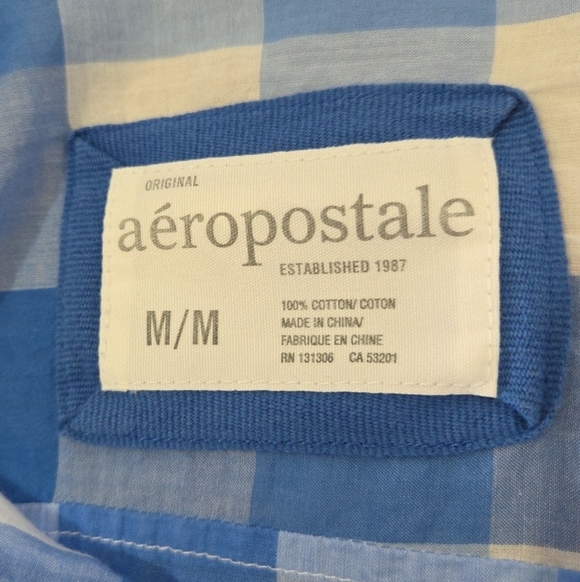 ORIGINAL
aéropostale
ESTABLISHED 1987
M/M
100% COTTON/ COTON
MADE IN CHINA/
FABRIQUE EN CHINE
RN 131306 CA 53201